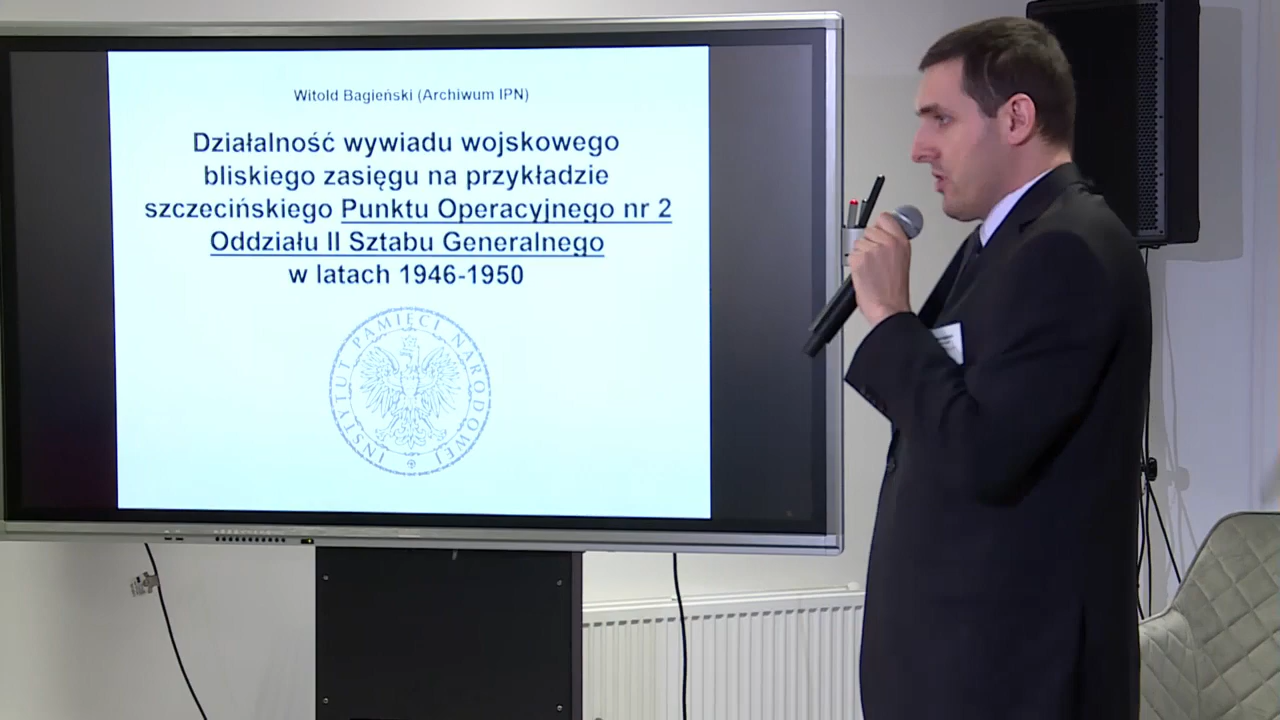 Witold Bagieński (Archiwum IPN)
Działalność wywiadu wojskowego
bliskiego zasięgu na przykładzie
szczecińskiego Punktu Operacyjnego nr 2
Oddziału II Sztabu Generalnego
w latach 1946-1950
INSTYTUT PAMIĘCI NARODOWEJ